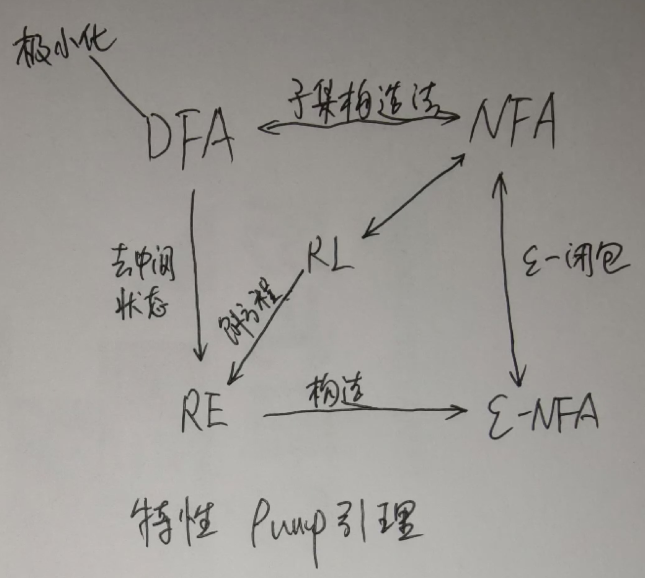 极小化
子集构造法
DFA
NFA
去中间
状态
RL
ε-闭包
解方程
构造
RE
ε-NFA
特性 Pump引理